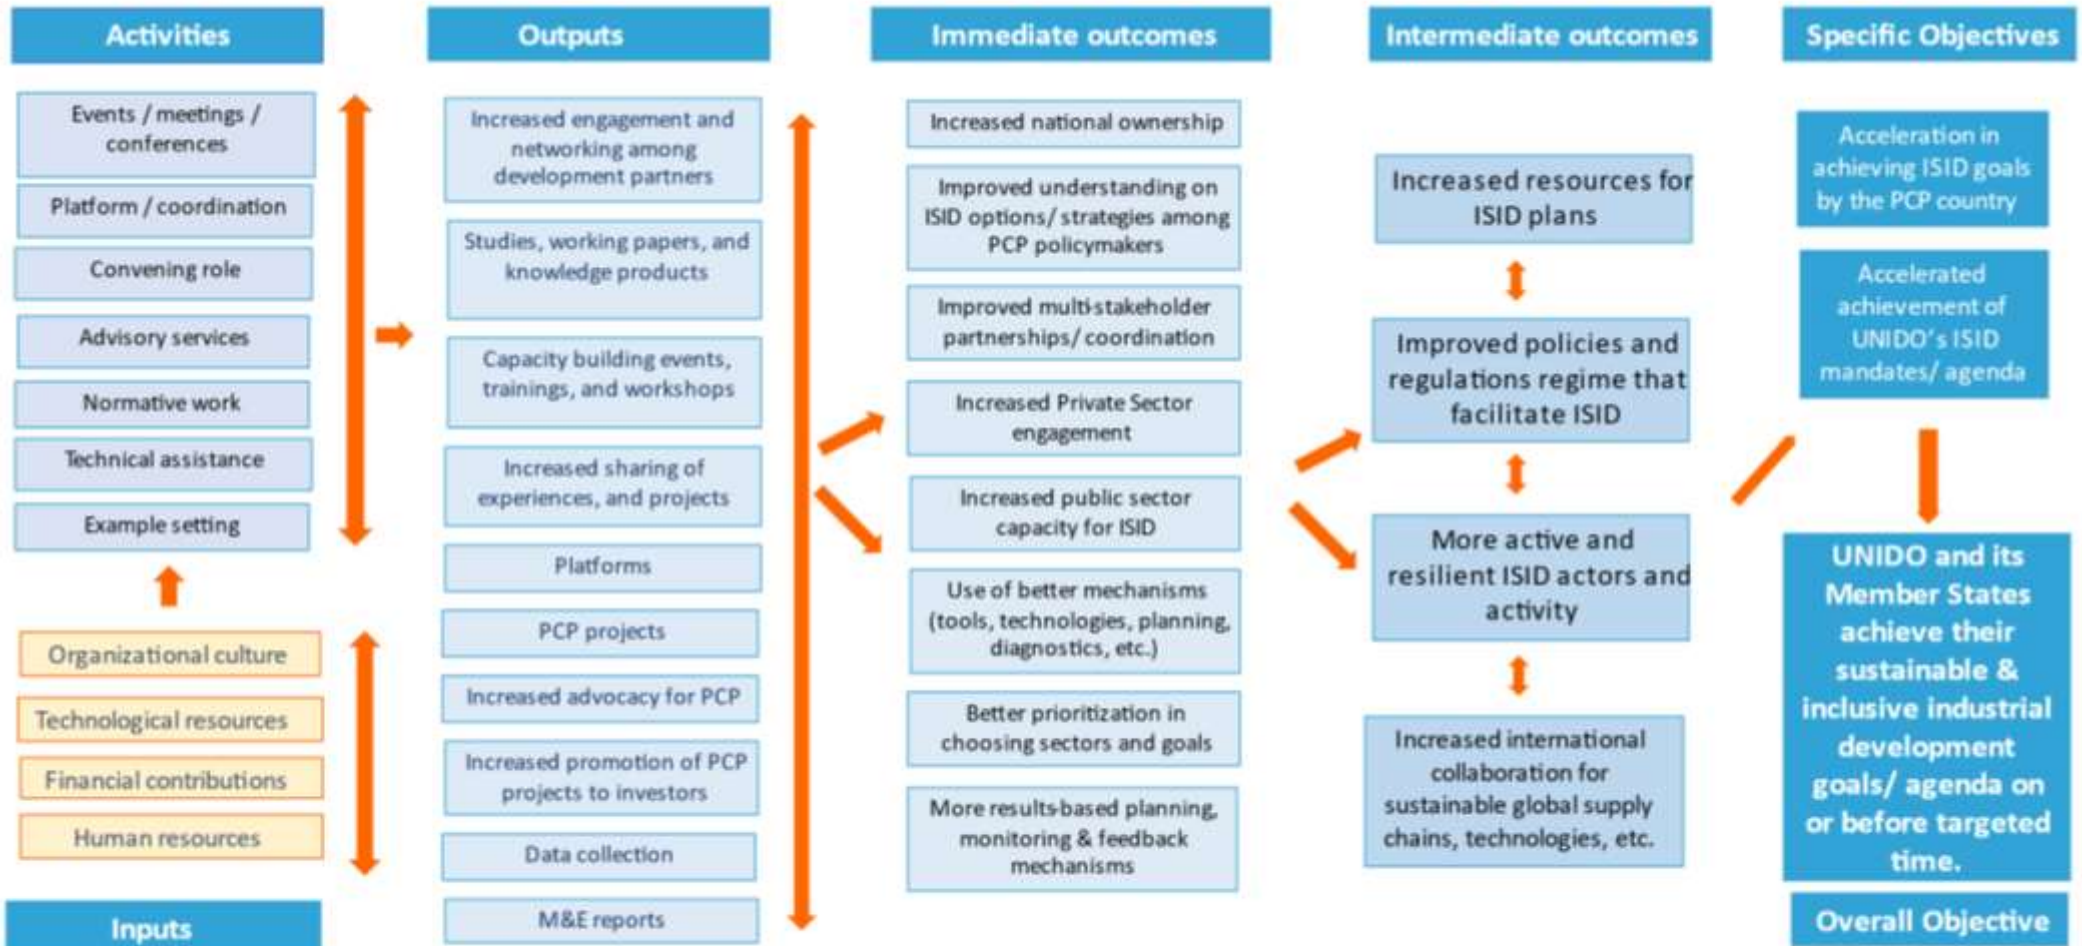 Activities
Events / meetings /
conferences
Platform / coordination
Convening role
Advisory services
Normative work
Technical assistance
Example setting
Organizational culture
Technological resources
Financial contributions
Human resources
Inputs
Outputs
Increased engagement and
networking among
development partners
Studies, working papers, and
knowledge products
Capacity building events,
trainings, and workshops
Increased sharing of
experiences, and projects
Platforms
PCP projects
Increased advocacy for PCP
Increased promotion of PCP
projects to investors
Data collection
M&E reports
Immediate outcomes
Increased national ownership
Improved understanding on
ISID options/ strategies among
PCP policymakers
Improved multi-stakeholder
partnerships/ coordination
Increased Private Sector
engagement
Increased public sector
capacity for ISID
Use of better mechanisms
(tools, technologies, planning,
diagnostics, etc.)
Better prioritization in
choosing sectors and goals
More results-based planning,
monitoring & feedback
mechanisms
Intermediate outcomes
Increased resources for
ISID plans
Improved policies and
regulations regime that
facilitate ISID
More active and
resilient ISID actors and
activity
Increased international
collaboration for
sustainable global supply
chains, technologies, etc.
Specific Objectives
Acceleration in
achieving ISID goals
by the PCP country
Accelerated
achievement of
UNIDO's ISID
mandates/ agenda
UNIDO and its
Member States
achieve their
sustainable &
inclusive industrial
development
goals/ agenda on
or before targeted
time.
Overall Objective